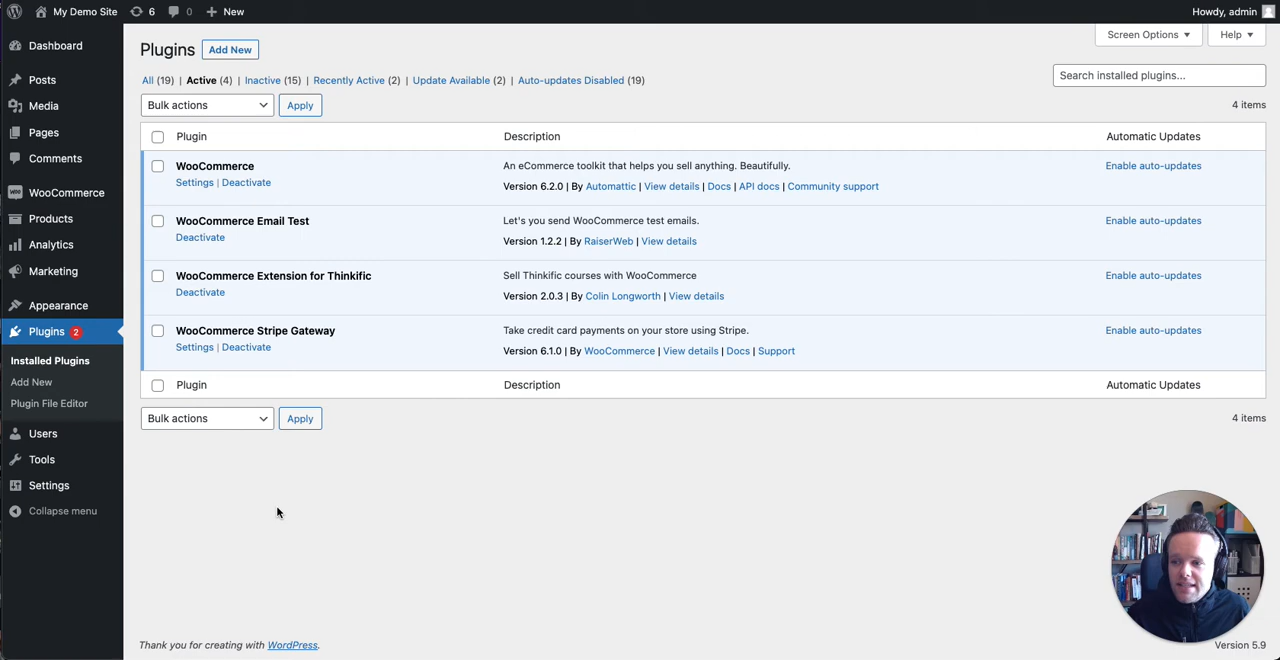 My Demo Site 6 0 New Howdy, admin
Dashboard
Posts
Media
Pages
Comments
WooCommerce
Products
Analytics
Marketing
Appearance
Plugins 2
Installed Plugins
Add New
Plugin File Editor
Users
Tools
Settings
Collapse menu
Screen Options Help
Plugins Add New
All (19) | Active (4) | Inactive (15) | Recently Active (2) | Update Available (2) | Auto-updates Disabled (19)
Search installed plugins...
Bulk actions Apply 4 items
Plugin Description Automatic Updates
WooCommerce An eCommerce toolkit that helps you sell anything. Beautifully. Enable auto-updates
Settings | Deactivate Version 6.2.0 | By Automattic | View details | Docs | API docs | Community support
WooCommerce Email Test Let's you send WooCommerce test emails. Enable auto-updates
Deactivate Version 1.2.2 | By RaiserWeb | View details
WooCommerce Extension for Thinkific Sell Thinkific courses with WooCommerce Enable auto-updates
Deactivate Version 2.0.3 | By Colin Longworth | View details
WooCommerce Stripe Gateway Take credit card payments on your store using Stripe. Enable auto-updates
Settings | Deactivate Version 6.1.0 | By WooCommerce | View details | Docs | Support
Plugin Description Automatic Updates
Bulk actions Apply 4 items
Thank you for creating with WordPress. Version 5.9